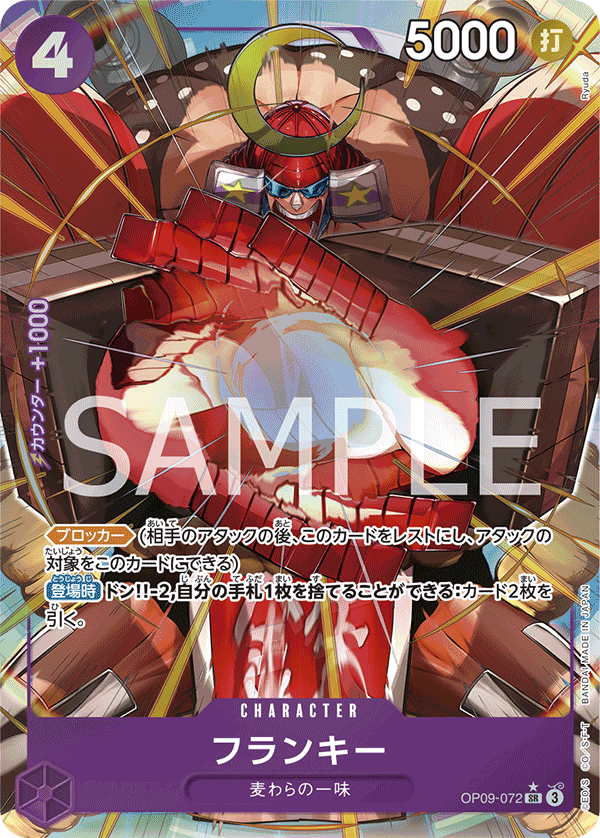 4
5000
打
Ryuda
カウンター +1000
SAMPLE
ブロッカー (相手のアタックの後、このカードをレストにし、アタックの
対象をこのカードにできる)
登場時 ドン!!-2,自分の手札1枚を捨てることができる:カード2枚を
引く。
BANDAI MADE IN JAPAN
CHARACTER
フランキー
麦わらの一味
OP09-072 SR 3